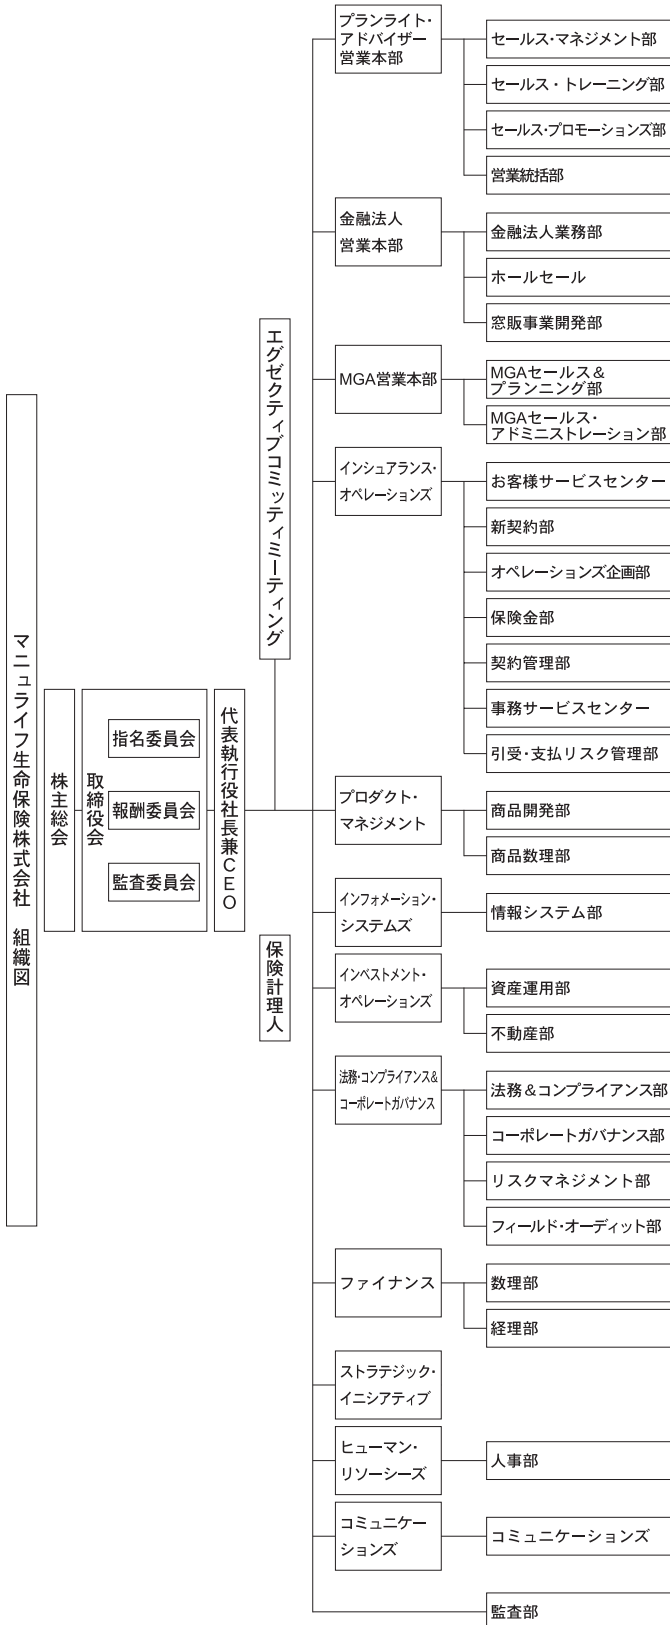 マニュライフ生命保険株式会社 組織図
株主総会
取締役会
指名委員会
報酬委員会
監査委員会
代表執行役社長兼CEO
エグゼクティブコミッティミーティング
保険計理人
プランライト・
アドバイザー
営業本部
セールス・マネジメント部
セールス・トレーニング部
セールス・プロモーションズ部
営業統括部
金融法人
営業本部
金融法人業務部
ホールセール
窓販事業開発部
MGA営業本部
MGAセールス＆
プランニング部
MGAセールス・
アドミニストレーション部
インシュアランス・
オペレーションズ
お客様サービスセンター
新契約部
オペレーションズ企画部
保険金部
契約管理部
事務サービスセンター
引受・支払リスク管理部
プロダクト・
マネジメント
商品開発部
商品数理部
インフォメーション・
システムズ
情報システム部
インベストメント・
オペレーションズ
資産運用部
不動産部
法務・コンプライアンス&
コーポレートガバナンス
法務＆コンプライアンス部
コーポレートガバナンス部
リスクマネジメント部
フィールド・オーディット部
ファイナンス
数理部
経理部
ストラテジック・
イニシアティブ
ヒューマン・
リソーシーズ
人事部
コミュニケー
ションズ
コミュニケーションズ
監査部